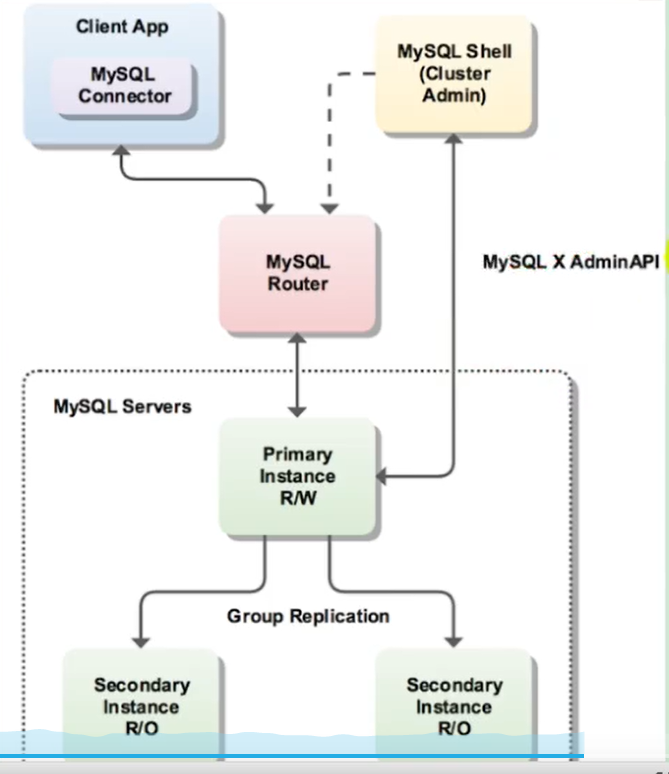 Client App
MySQL
Connector
MySQL Shell
(Cluster
Admin)
MySQL
Router
MySQL X AdminAPI
MySQL Servers
Primary
Instance
R/W
Group Replication
Secondary
Instance
R/O
Secondary
Instance
R/O